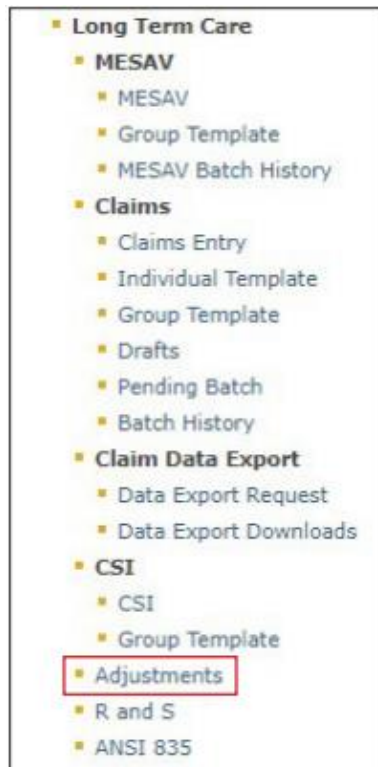 Long Term Care
MESAV
MESAV
Group Template
MESAV Batch History
Claims
Claims Entry
Individual Template
Group Template
Drafts
Pending Batch
Batch History
Claim Data Export
Data Export Request
Data Export Downloads
CSI
CSI
Group Template
Adjustments
R and S
ANSI 835